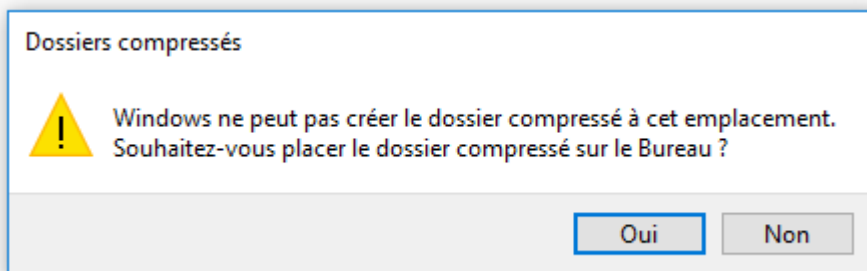 Dossiers compressés
Windows ne peut pas créer le dossier compressé à cet emplacement.
Souhaitez-vous placer le dossier compressé sur le Bureau ?
Oui
Non